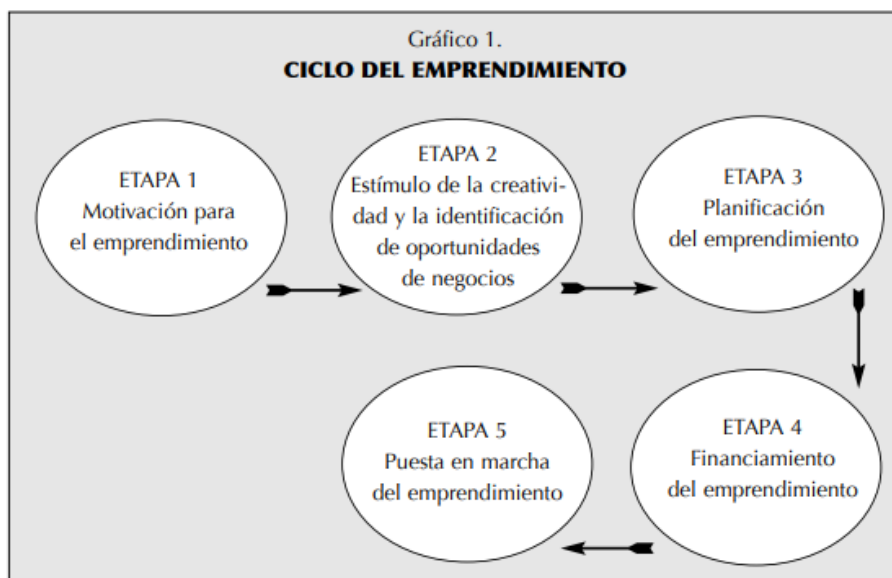 Gráfico 1.
CICLO DEL EMPRENDIMIENTO
ETAPA 1
Motivación para
el emprendimiento
ETAPA 2
Estímulo de la creativi-
dad y la identificación
de oportunidades
de negocios
ETAPA 3
Planificación
del emprendimiento
ETAPA 4
Financiamiento
del emprendimiento
ETAPA 5
Puesta en marcha
del emprendimiento